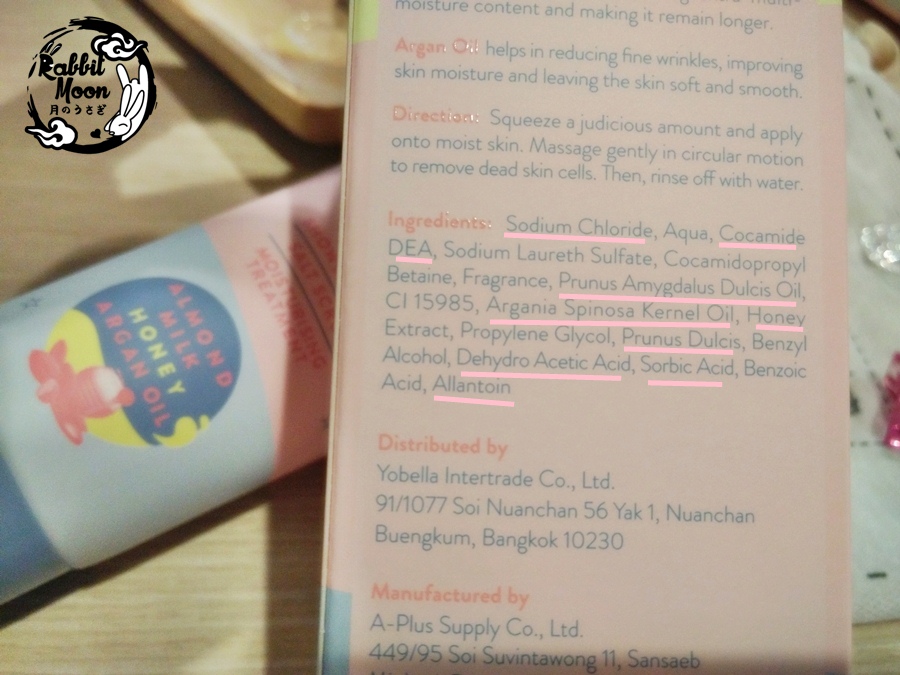 Rabbit
Moon
月のうさぎ
moisture content and making it remain longer.
Argan Oil helps in reducing fine wrinkles, improving
skin moisture and leaving the skin soft and smooth.
Direction: Squeeze a judicious amount and apply
onto moist skin. Massage gently in circular motion
to remove dead skin cells. Then, rinse off with water.
Ingredients: Sodium Chloride, Aqua, Cocamide
DEA, Sodium Laureth Sulfate, Cocamidopropyl
Betaine, Fragrance, Prunus Amygdalus Dulcis Oil,
CI 15985, Argania Spinosa Kernel Oil, Honey
Extract, Propylene Glycol, Prunus Dulcis, Benzyl
Alcohol, Dehydro Acetic Acid, Sorbic Acid, Benzoic
Acid, Allantoin
Distributed by
Yobella Intertrade Co., Ltd.
91/1077 Soi Nuanchan 56 Yak 1, Nuanchan
Buengkum, Bangkok 10230
Manufactured by
A-Plus Supply Co., Ltd.
449/95 Soi Suvintawong 11, Sansaeb
ALMOND
MILK
HONEY
ARGAN OIL
MOISTURISING
TREATMENT